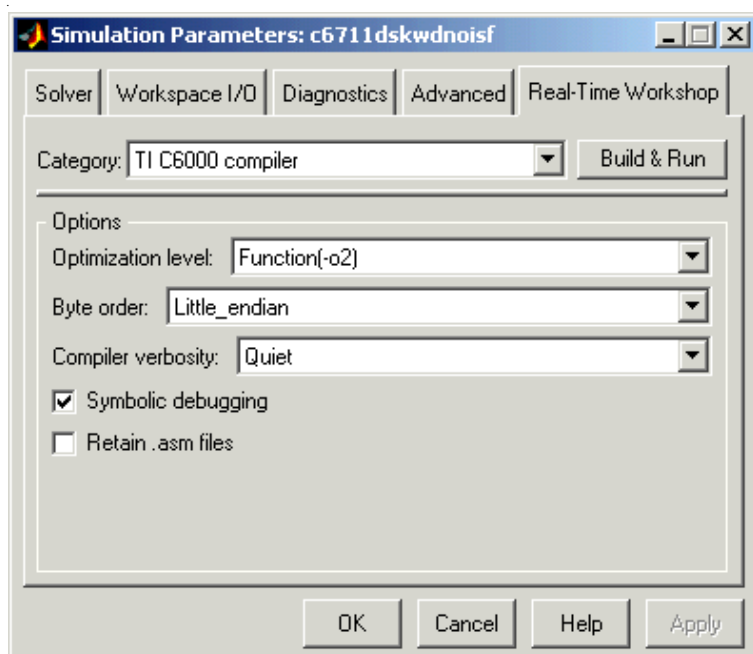 Simulation Parameters: c6711dskwdnoisf
Solver Workspace I/O Diagnostics Advanced Real-Time Workshop
Category: TI C6000 compiler Build & Run
Options
Optimization level: Function(-o2)
Byte order: Little_endian
Compiler verbosity: Quiet
Symbolic debugging
Retain .asm files
OK Cancel Help Apply